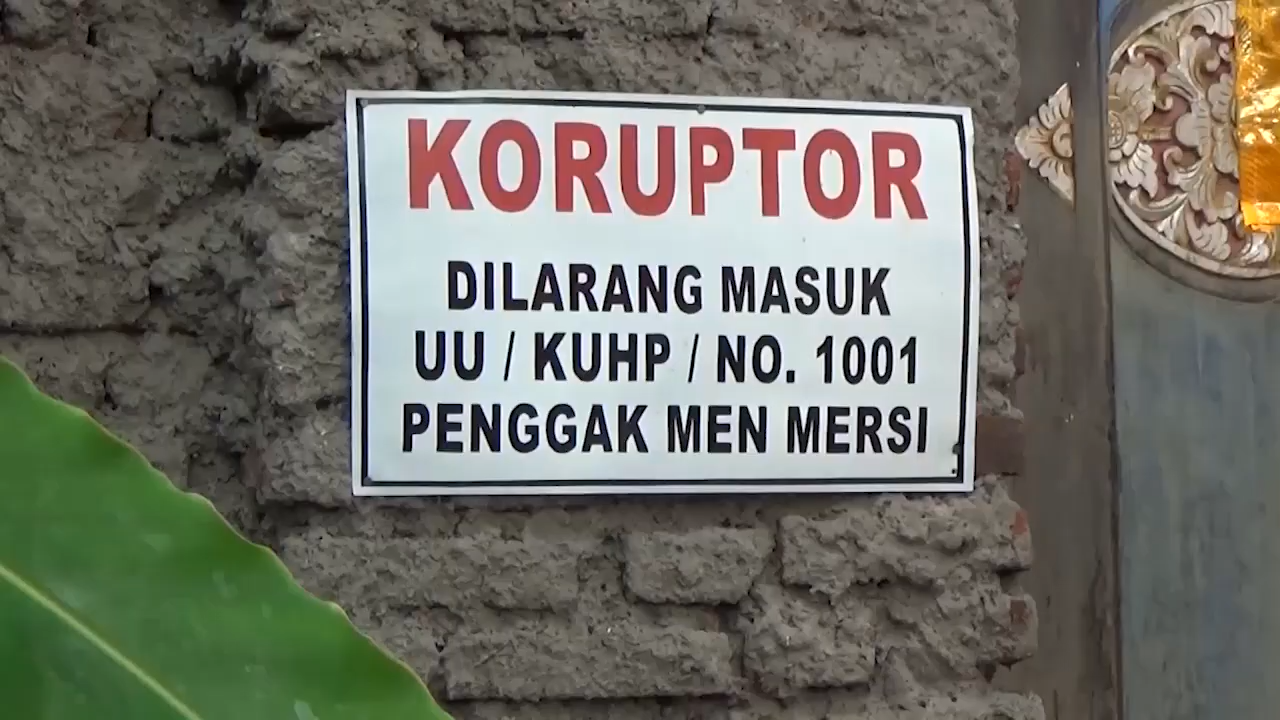 KORUPTOR
DILARANG MASUK
UU / KUHP / NO. 1001
PENGGAK MEN MERSI